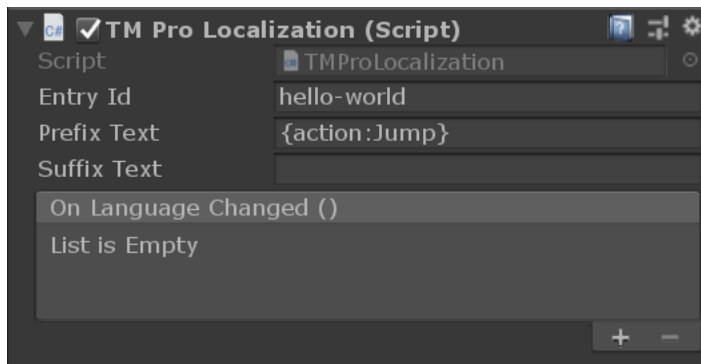 TM Pro Localization (Script)
Script TMProLocalization
Entry Id hello-world
Prefix Text {action:Jump}
Suffix Text
On Language Changed ()
List is Empty